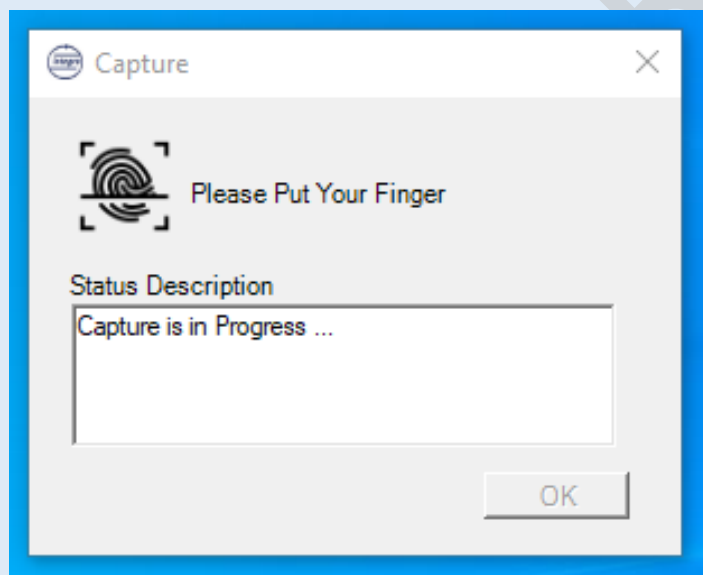 Capture
Please Put Your Finger
Status Description
Capture is in Progress ...
OK